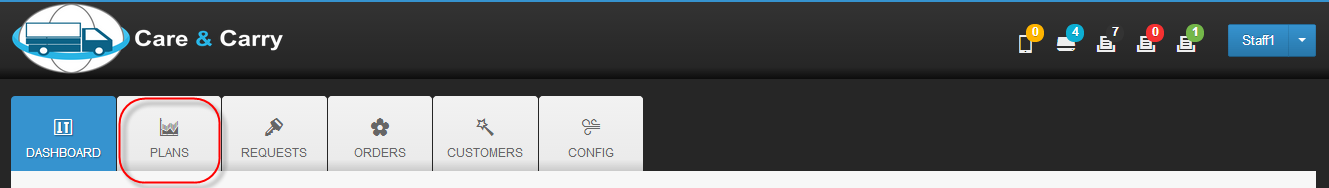 Care & Carry
0 4 7 0 1
Staff1
DASHBOARD PLANS REQUESTS ORDERS CUSTOMERS CONFIG